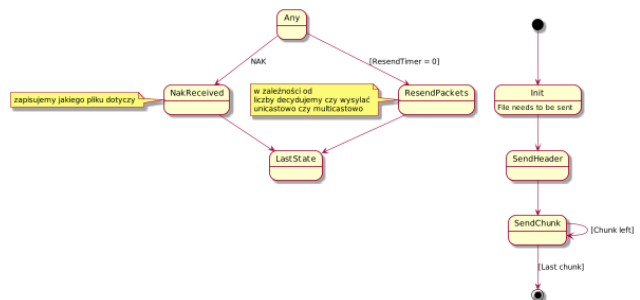 Any
NAK
[ResendTimer = 0]
zapisujemy jakiego pliku dotyczy
NakReceived
w zależności od
liczby decydujemy czy wysyłać
unicastowo czy multicastowo
ResendPackets
LastState
Init
File needs to be sent
SendHeader
SendChunk
[Chunk left]
[Last chunk]